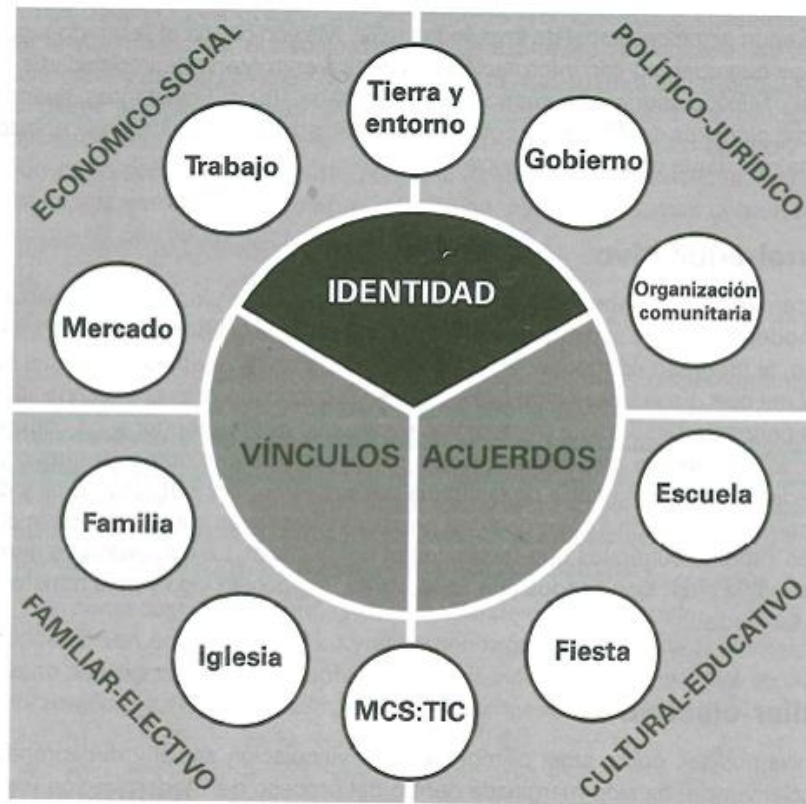 ECONÓMICO-SOCIAL
POLÍTICO-JURÍDICO
Tierra y
entorno
Trabajo
Gobierno
Mercado
Organización
comunitaria
IDENTIDAD
VÍNCULOS
ACUERDOS
Familia
Escuela
Iglesia
Fiesta
MCS:TIC
FAMILIAR-ELECTIVO
CULTURAL-EDUCATIVO